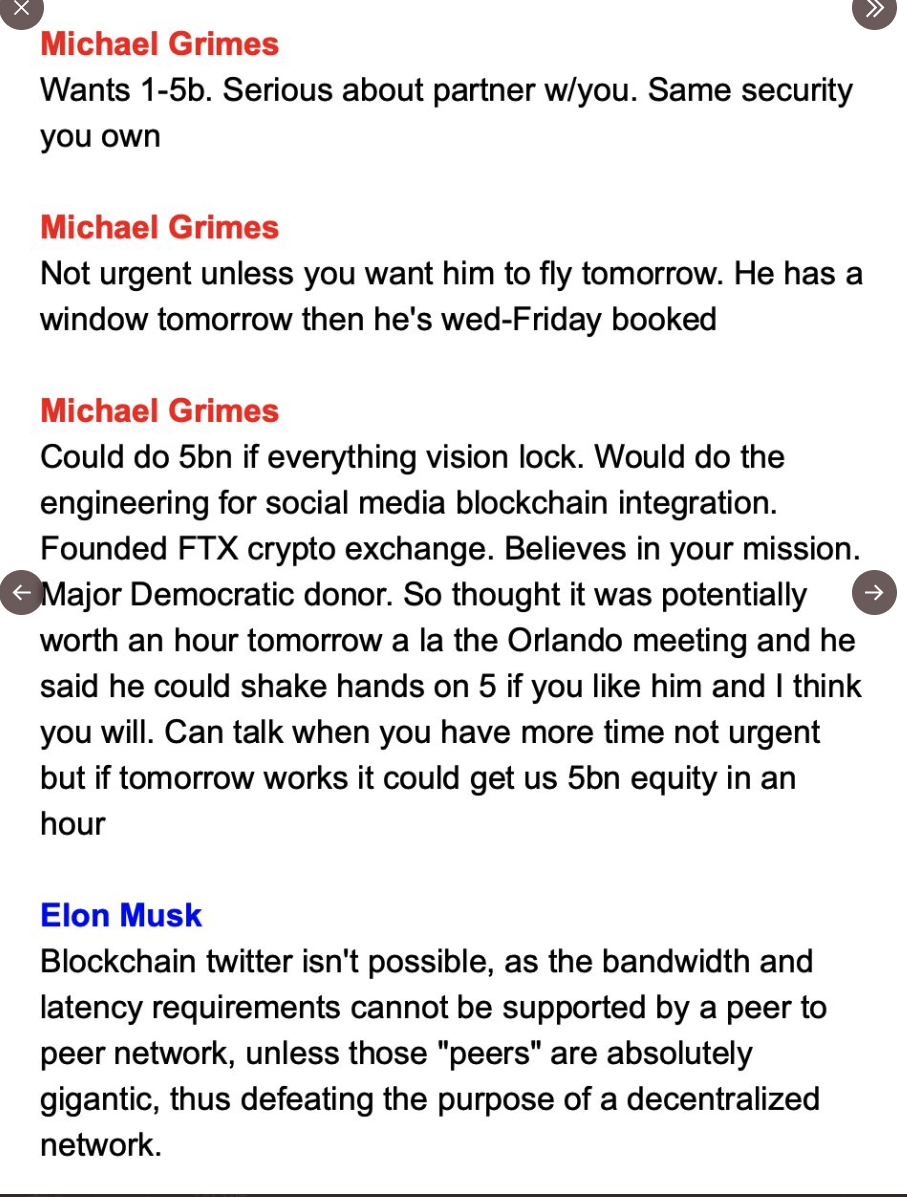 Michael Grimes
Wants 1-5b. Serious about partner w/you. Same security
you own
Michael Grimes
Not urgent unless you want him to fly tomorrow. He has a
window tomorrow then he's wed-Friday booked
Michael Grimes
Could do 5bn if everything vision lock. Would do the
engineering for social media blockchain integration.
Founded FTX crypto exchange. Believes in your mission.
Major Democratic donor. So thought it was potentially
worth an hour tomorrow a la the Orlando meeting and he
said he could shake hands on 5 if you like him and I think
you will. Can talk when you have more time not urgent
but if tomorrow works it could get us 5bn equity in an
hour
Elon Musk
Blockchain twitter isn't possible, as the bandwidth and
latency requirements cannot be supported by a peer to
peer network, unless those "peers" are absolutely
gigantic, thus defeating the purpose of a decentralized
network.